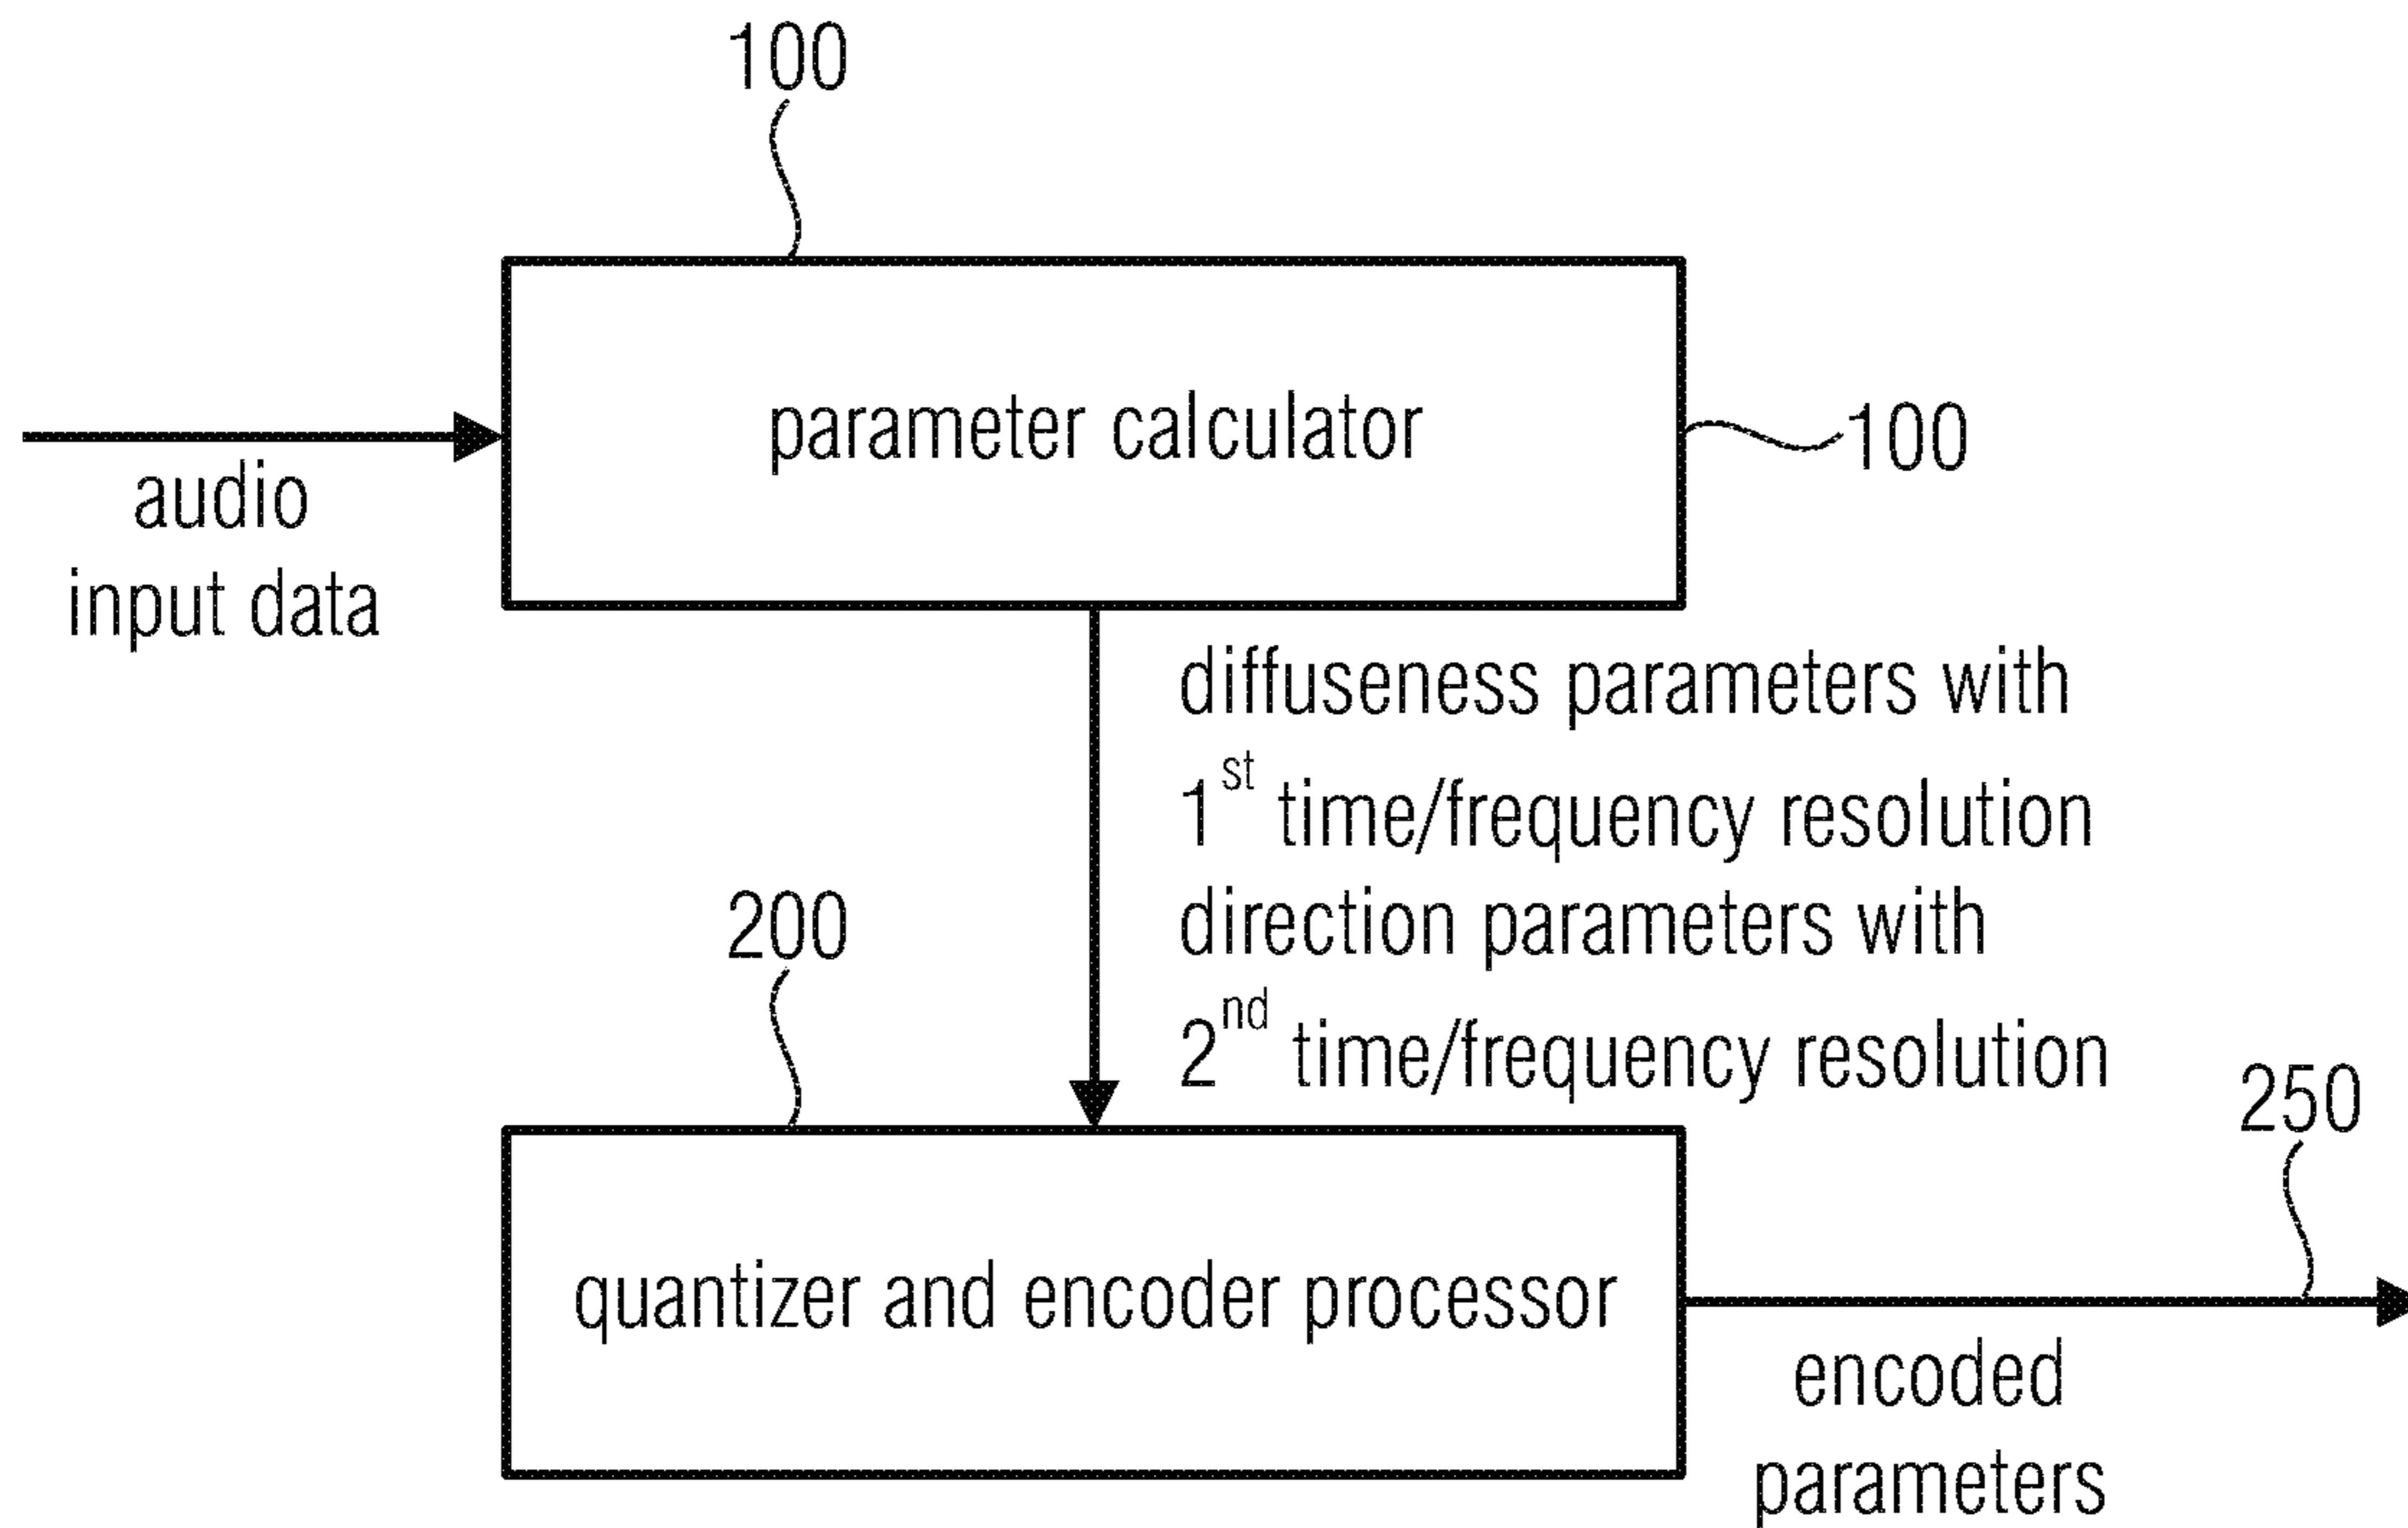 100
parameter calculator
100
audio
input data
diffuseness parameters with
1st time/frequency resolution
direction parameters with
2nd time/frequency resolution
200
250
quantizer and encoder processor
encoded
parameters